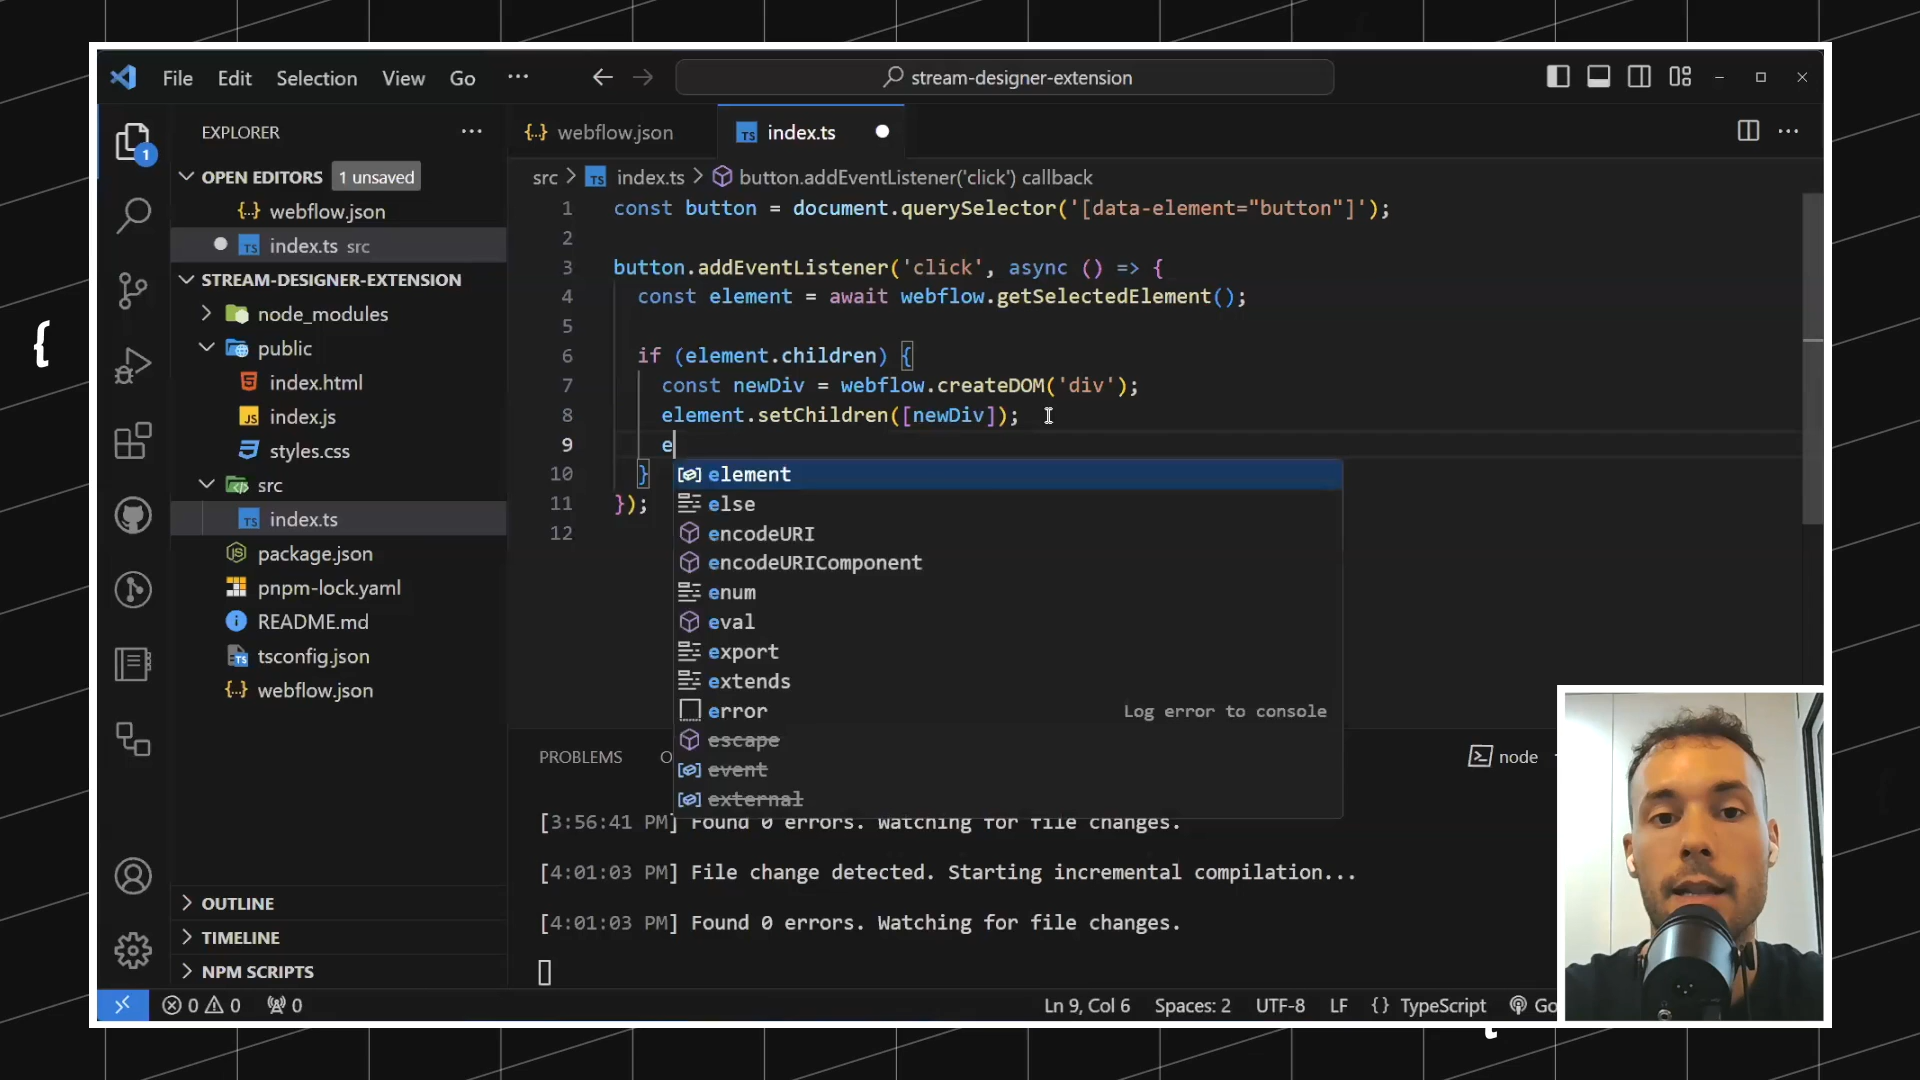 File Edit Selection View Go ··· stream-designer-extension
EXPLORER ···
OPEN EDITORS 1 unsaved
{..} webflow.json
TS index.ts src
STREAM-DESIGNER-EXTENSION
node_modules
public
index.html
JS index.js
styles.css
src
TS index.ts
package.json
pnpm-lock.yaml
README.md
TS tsconfig.json
{..} webflow.json
OUTLINE
TIMELINE
NPM SCRIPTS
1
{..} webflow.json
TS index.ts
src > TS index.ts > button.addEventListener('click') callback
1 const button = document.querySelector('[data-element="button"]');
2
3 button.addEventListener('click', async () => {
4 const element = await webflow.getSelectedElement();
5
6 if (element.children) {
7 const newDiv = webflow.createDOM('div');
8 element.setChildren([newDiv]);
9 e
10 }
11 });
12
element
else
encodeURI
encodeURIComponent
enum
eval
export
extends
error Log error to console
escape
event
external
PROBLEMS O node
[3:56:41 PM] Found 0 errors. Watching for file changes.
[4:01:03 PM] File change detected. Starting incremental compilation...
[4:01:03 PM] Found 0 errors. Watching for file changes.
0 0 0 Ln 9, Col 6 Spaces: 2 UTF-8 LF {} TypeScript Go
{